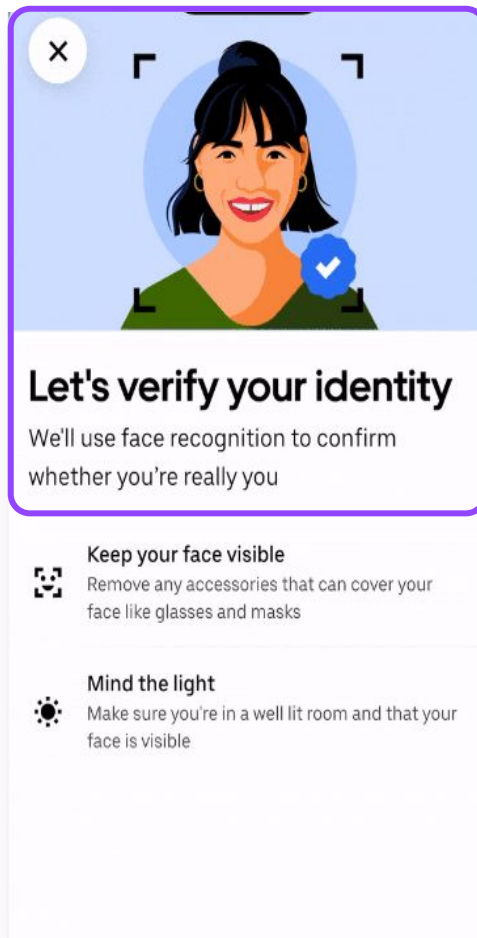 Let's verify your identity
We'll use face recognition to confirm
whether you’re really you
Keep your face visible
Remove any accessories that can cover your
face like glasses and masks
Mind the light
Make sure you're in a well lit room and that your
face is visible